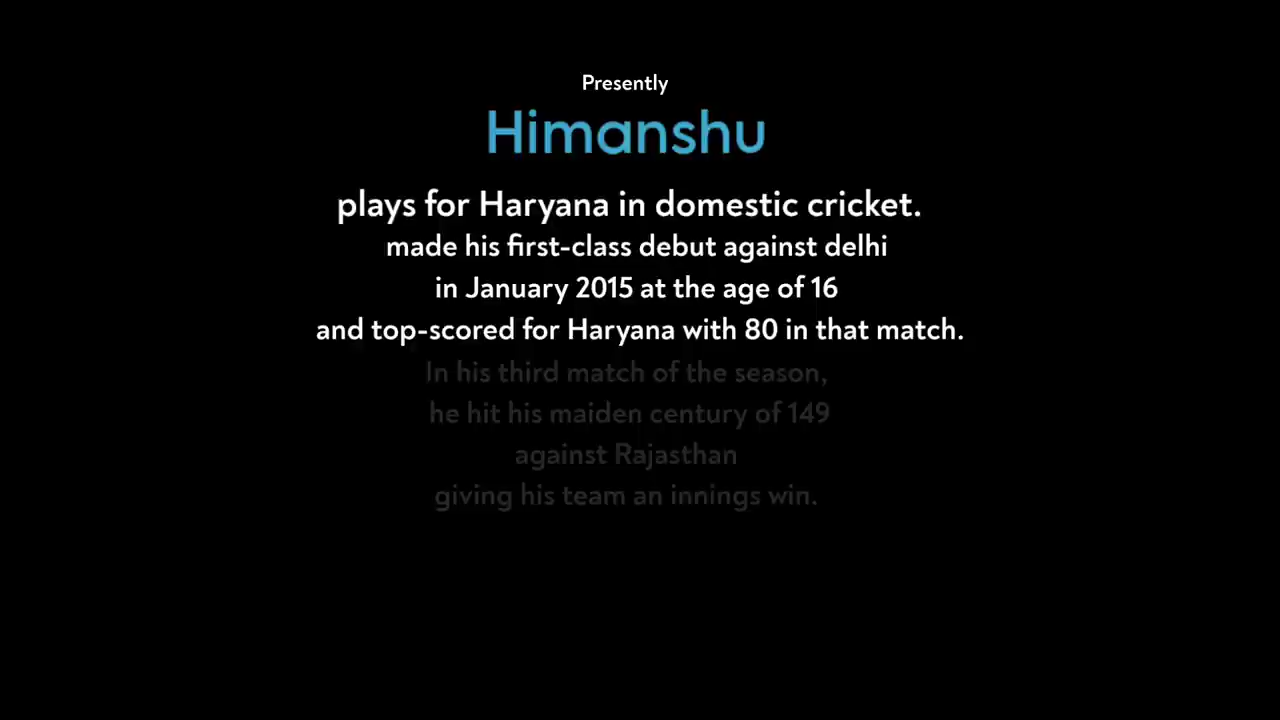 Presently
Himanshu
plays for Haryana in domestic cricket.
made his first-class debut against delhi
in January 2015 at the age of 16
and top-scored for Haryana with 80 in that match.
In his third match of the season,
he hit his maiden century of 149
against Rajasthan
giving his team an innings win.